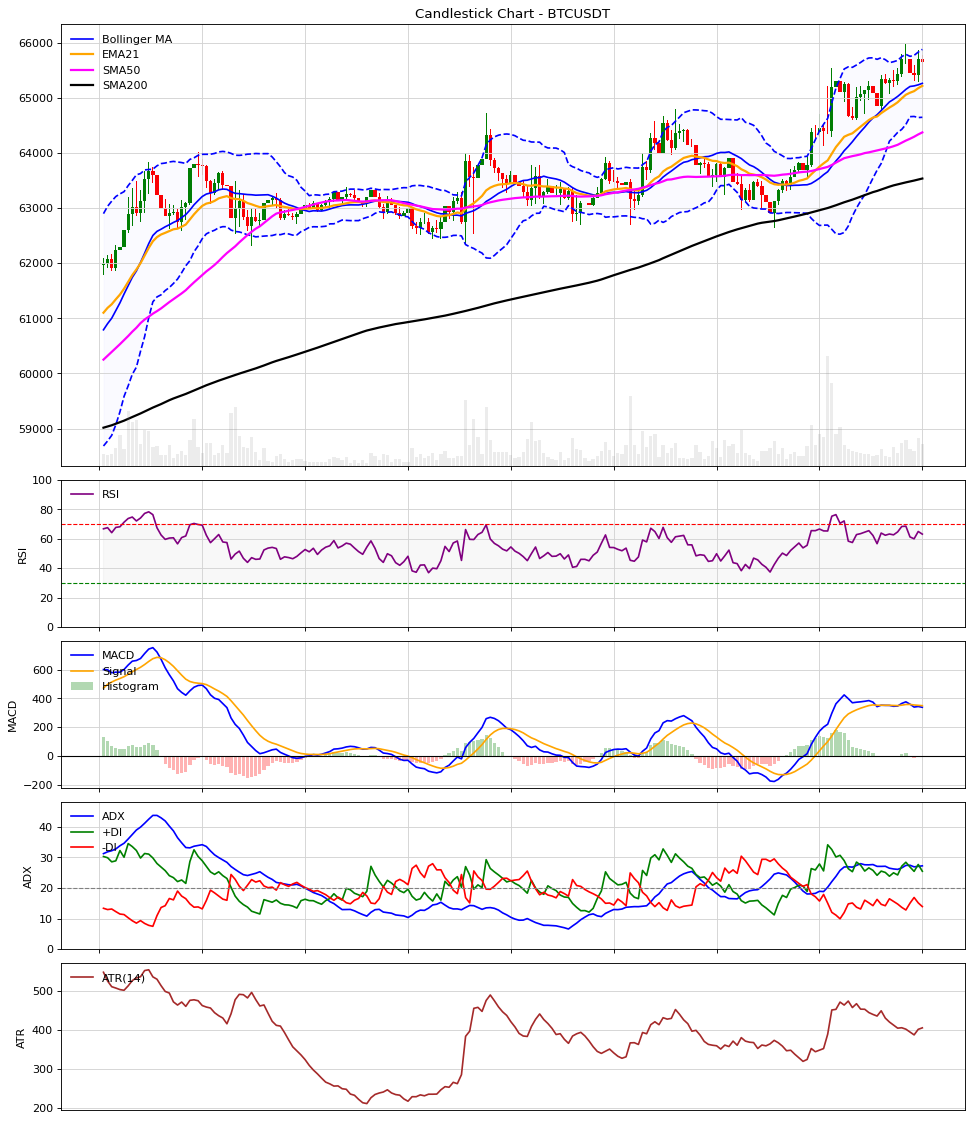 Candlestick Chart - BTCUSDT
Bollinger MA
EMA21
SMA50
SMA200
66000
65000
64000
63000
62000
61000
60000
59000
RSI
RSI
100
80
60
40
20
0
MACD
Signal
Histogram
MACD
600
400
200
0
−200
ADX
+DI
-DI
ADX
40
30
20
10
0
ATR(14)
ATR
500
400
300
200